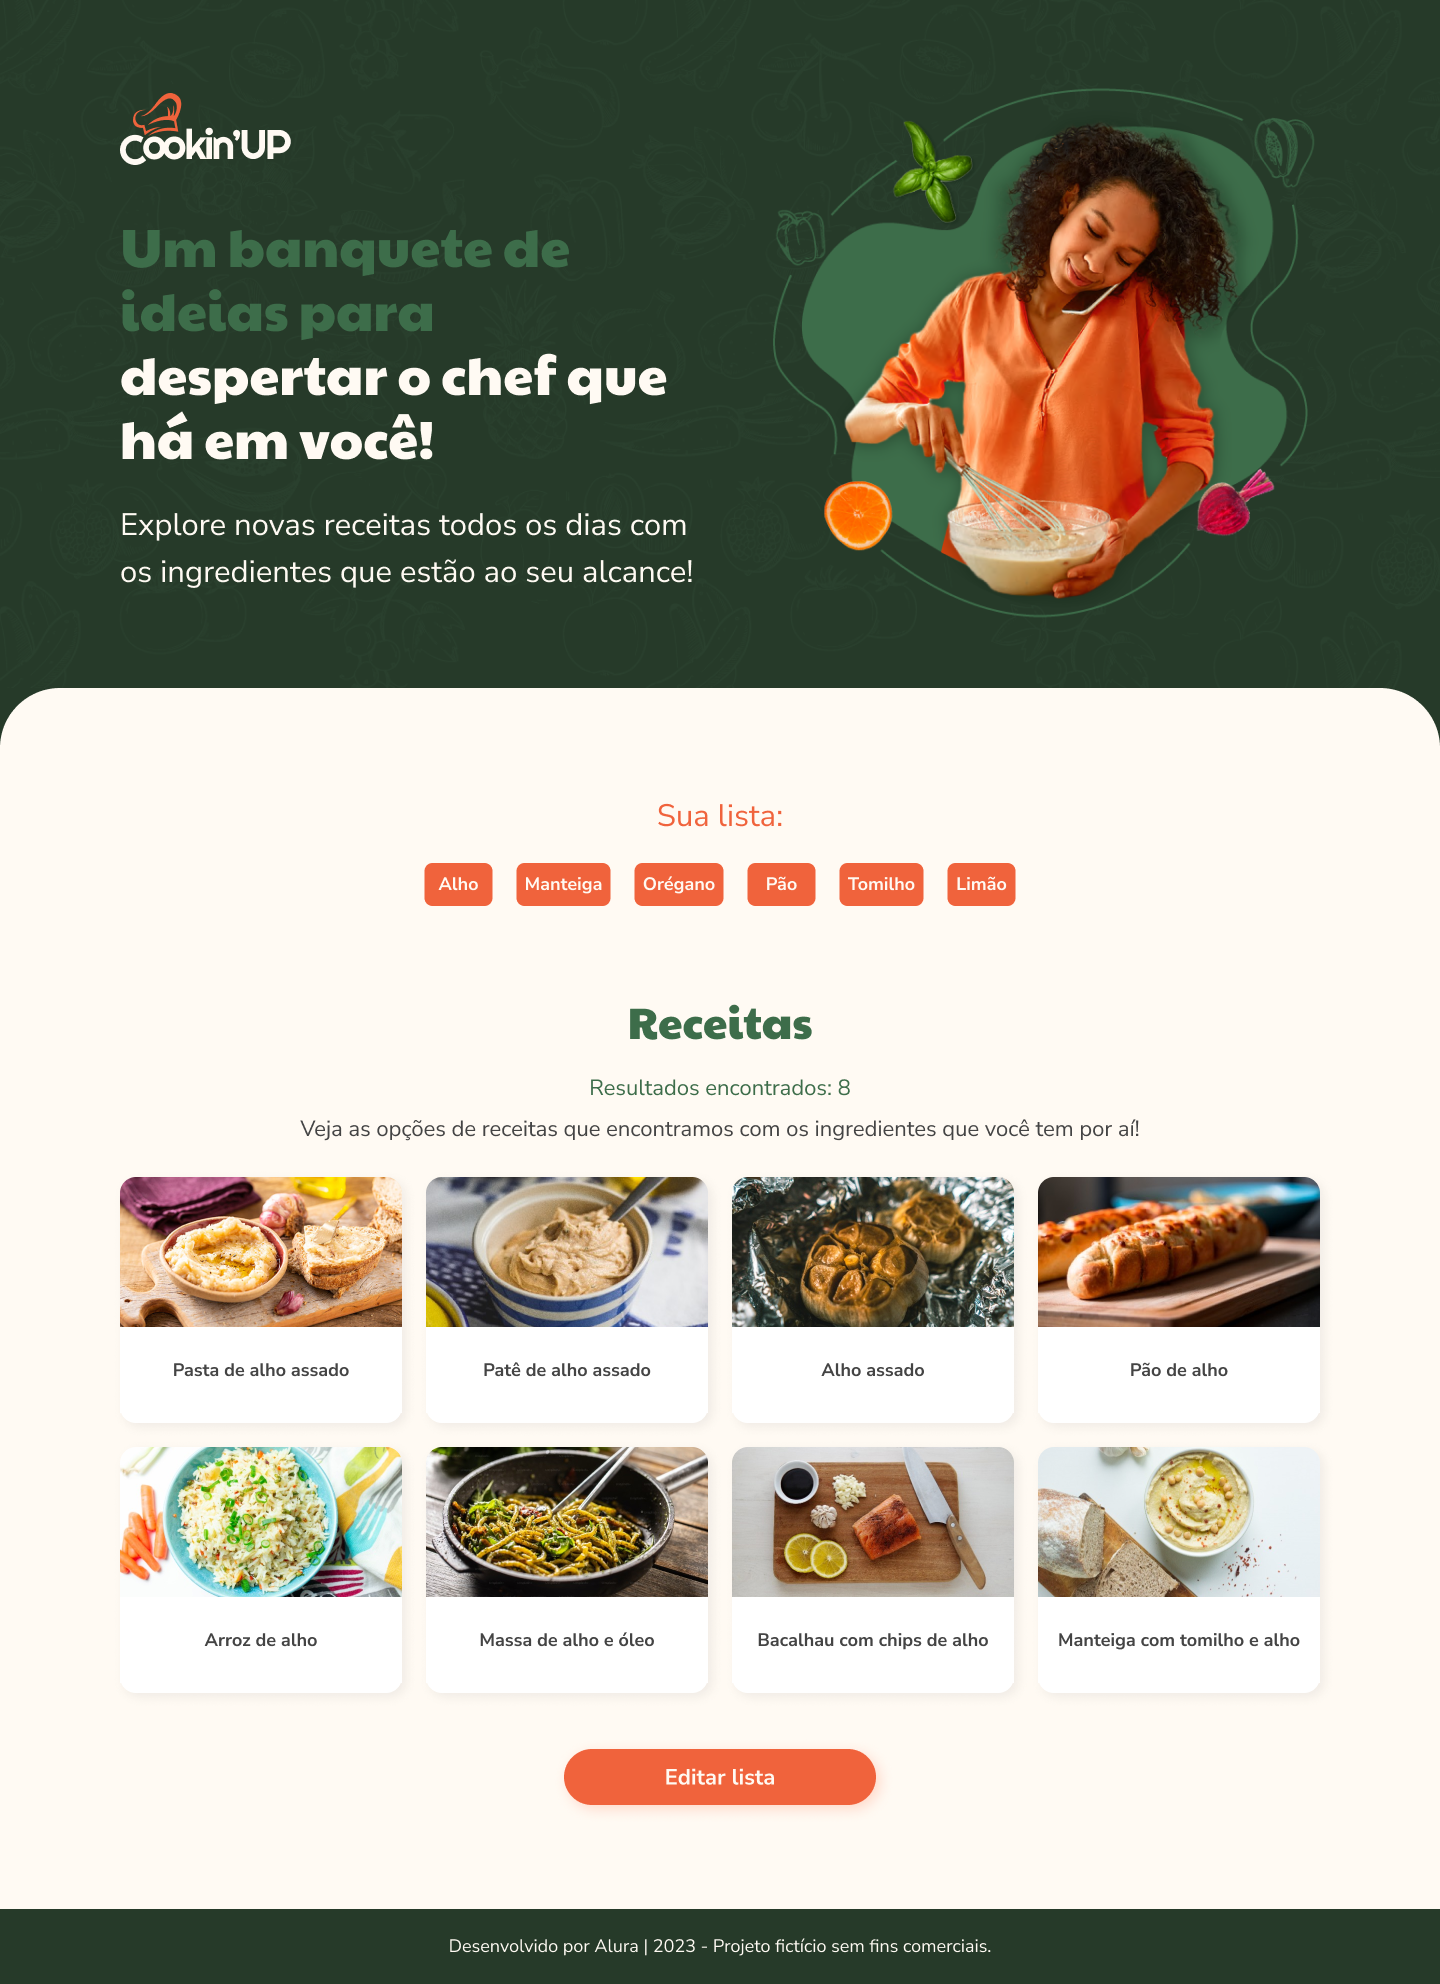 Cookin'UP
Um banquete de
ideias para
despertar o chef que
há em você!
Explore novas receitas todos os dias com
os ingredientes que estão ao seu alcance!
Sua lista:
Alho Manteiga Orégano Pão Tomilho Limão
Receitas
Resultados encontrados: 8
Veja as opções de receitas que encontramos com os ingredientes que você tem por aí!
Pasta de alho assado
Patê de alho assado
Alho assado
Pão de alho
Arroz de alho
Massa de alho e óleo
Bacalhau com chips de alho
Manteiga com tomilho e alho
Editar lista
Desenvolvido por Alura | 2023 - Projeto fictício sem fins comerciais.